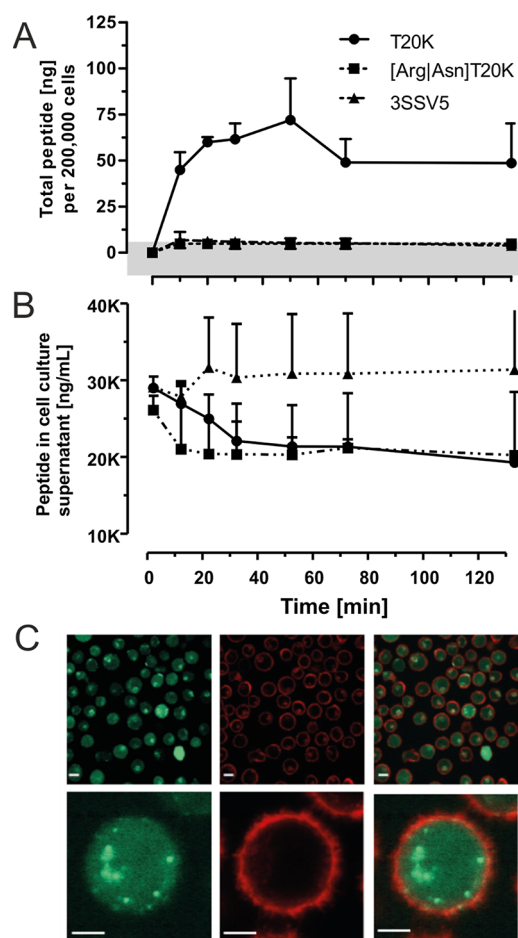 A
Total peptide [ng]
per 200,000 cells
125
100
75
50
25
0
T20K
[Arg|Asn]T20K
3SSV5
B
Peptide in cell culture
supernatant [ng/mL]
40K
30K
20K
10K
0 20 40 60 80 100 120
Time [min]
C